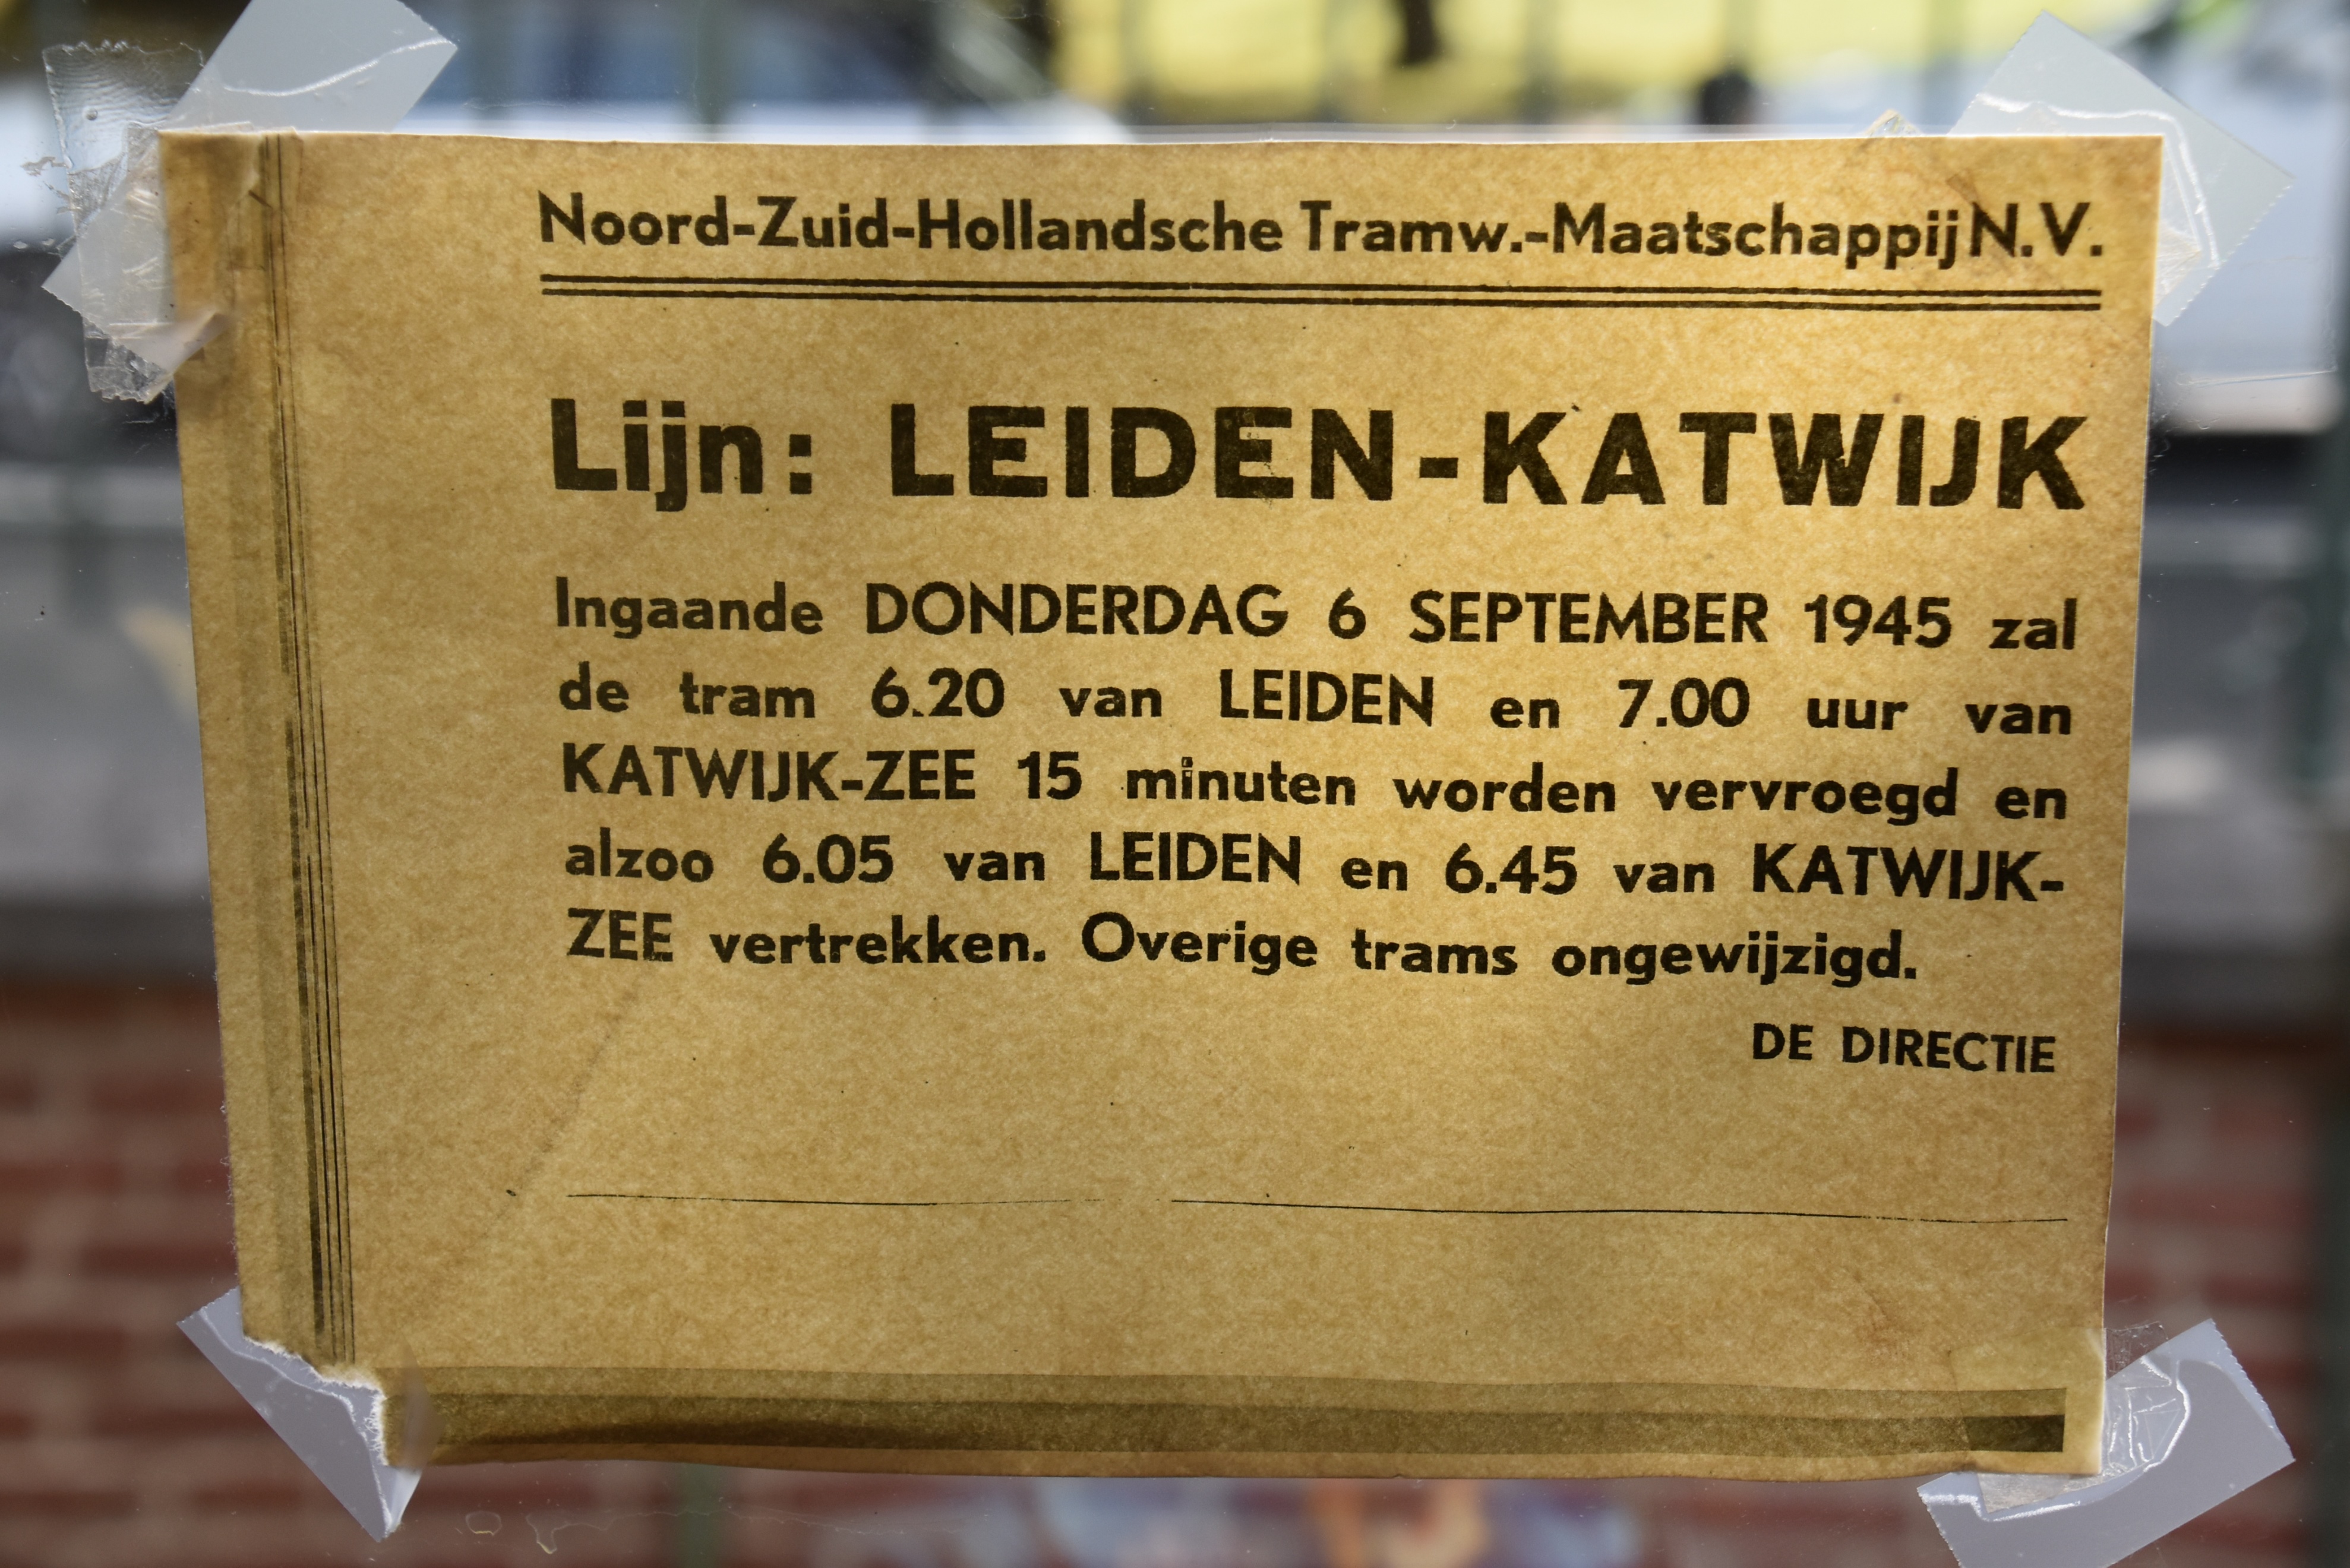 Noord-Zuid-Hollandsche Tramw.-Maatschappij N.V.
Lijn: LEIDEN-KATWIJK
Ingaande DONDERDAG 6 SEPTEMBER 1945 zal
de tram 6.20 van LEIDEN en 7.00 uur van
KATWIJK-ZEE 15 minuten worden vervroegd en
alzoo 6.05 van LEIDEN en 6.45 van KATWIJK-
ZEE vertrekken. Overige trams ongewijzigd.
DE DIRECTIE